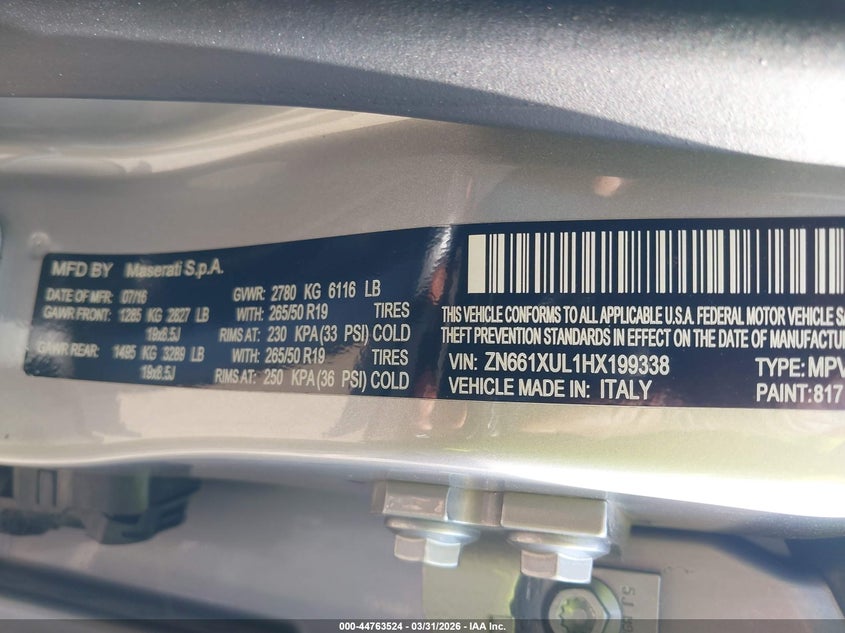 MFD BY Maserati S.p.A.
DATE OF MFR: 07/16 GVWR: 2780 KG 6116 LB
GAWR FRONT: 1285 KG 2827 LB WITH: 265/50 R19 TIRES
19x8.5J RIMS AT: 230 KPA (33 PSI) COLD
GAWR REAR: 1495 KG 3289 LB WITH: 265/50 R19 TIRES
19x8.5J RIMS AT: 250 KPA (36 PSI) COLD
THIS VEHICLE CONFORMS TO ALL APPLICABLE U.S.A. FEDERAL MOTOR VEHICLE SA
THEFT PREVENTION STANDARDS IN EFFECT ON THE DATE OF MAN
VIN: ZN661XUL1HX199338 TYPE: MPV
VEHICLE MADE IN: ITALY PAINT: 817
000-44763524 — 03/31/2026 — IAA Inc.